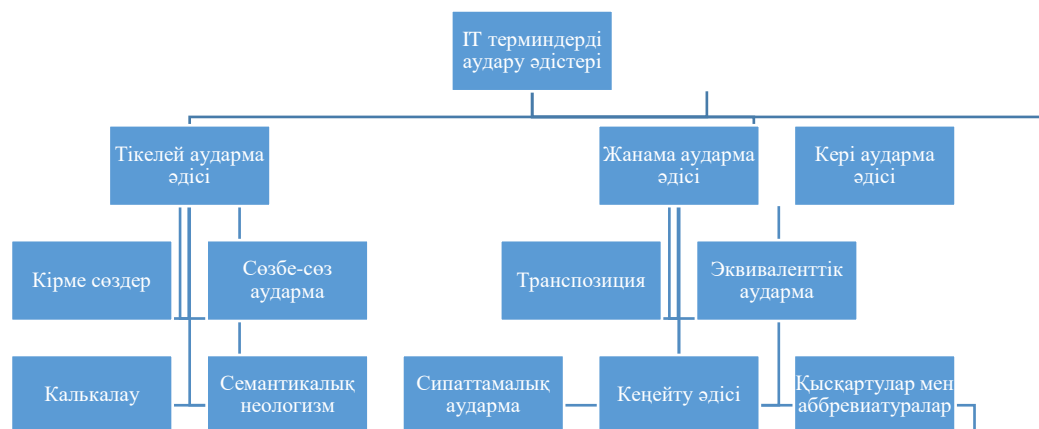 IT терминдерді
аудару әдістері
Тікелей аударма
әдісі
Жанама аударма
әдісі
Кері аударма
әдісі
Кірме сөздер
Сөзбе-сөз
аударма
Транспозиция
Эквиваленттік
аударма
Калькалау
Семантикалық
неологизм
Сипаттамалық
аударма
Кеңейту әдісі
Қысқартулар мен
аббревиатуралар